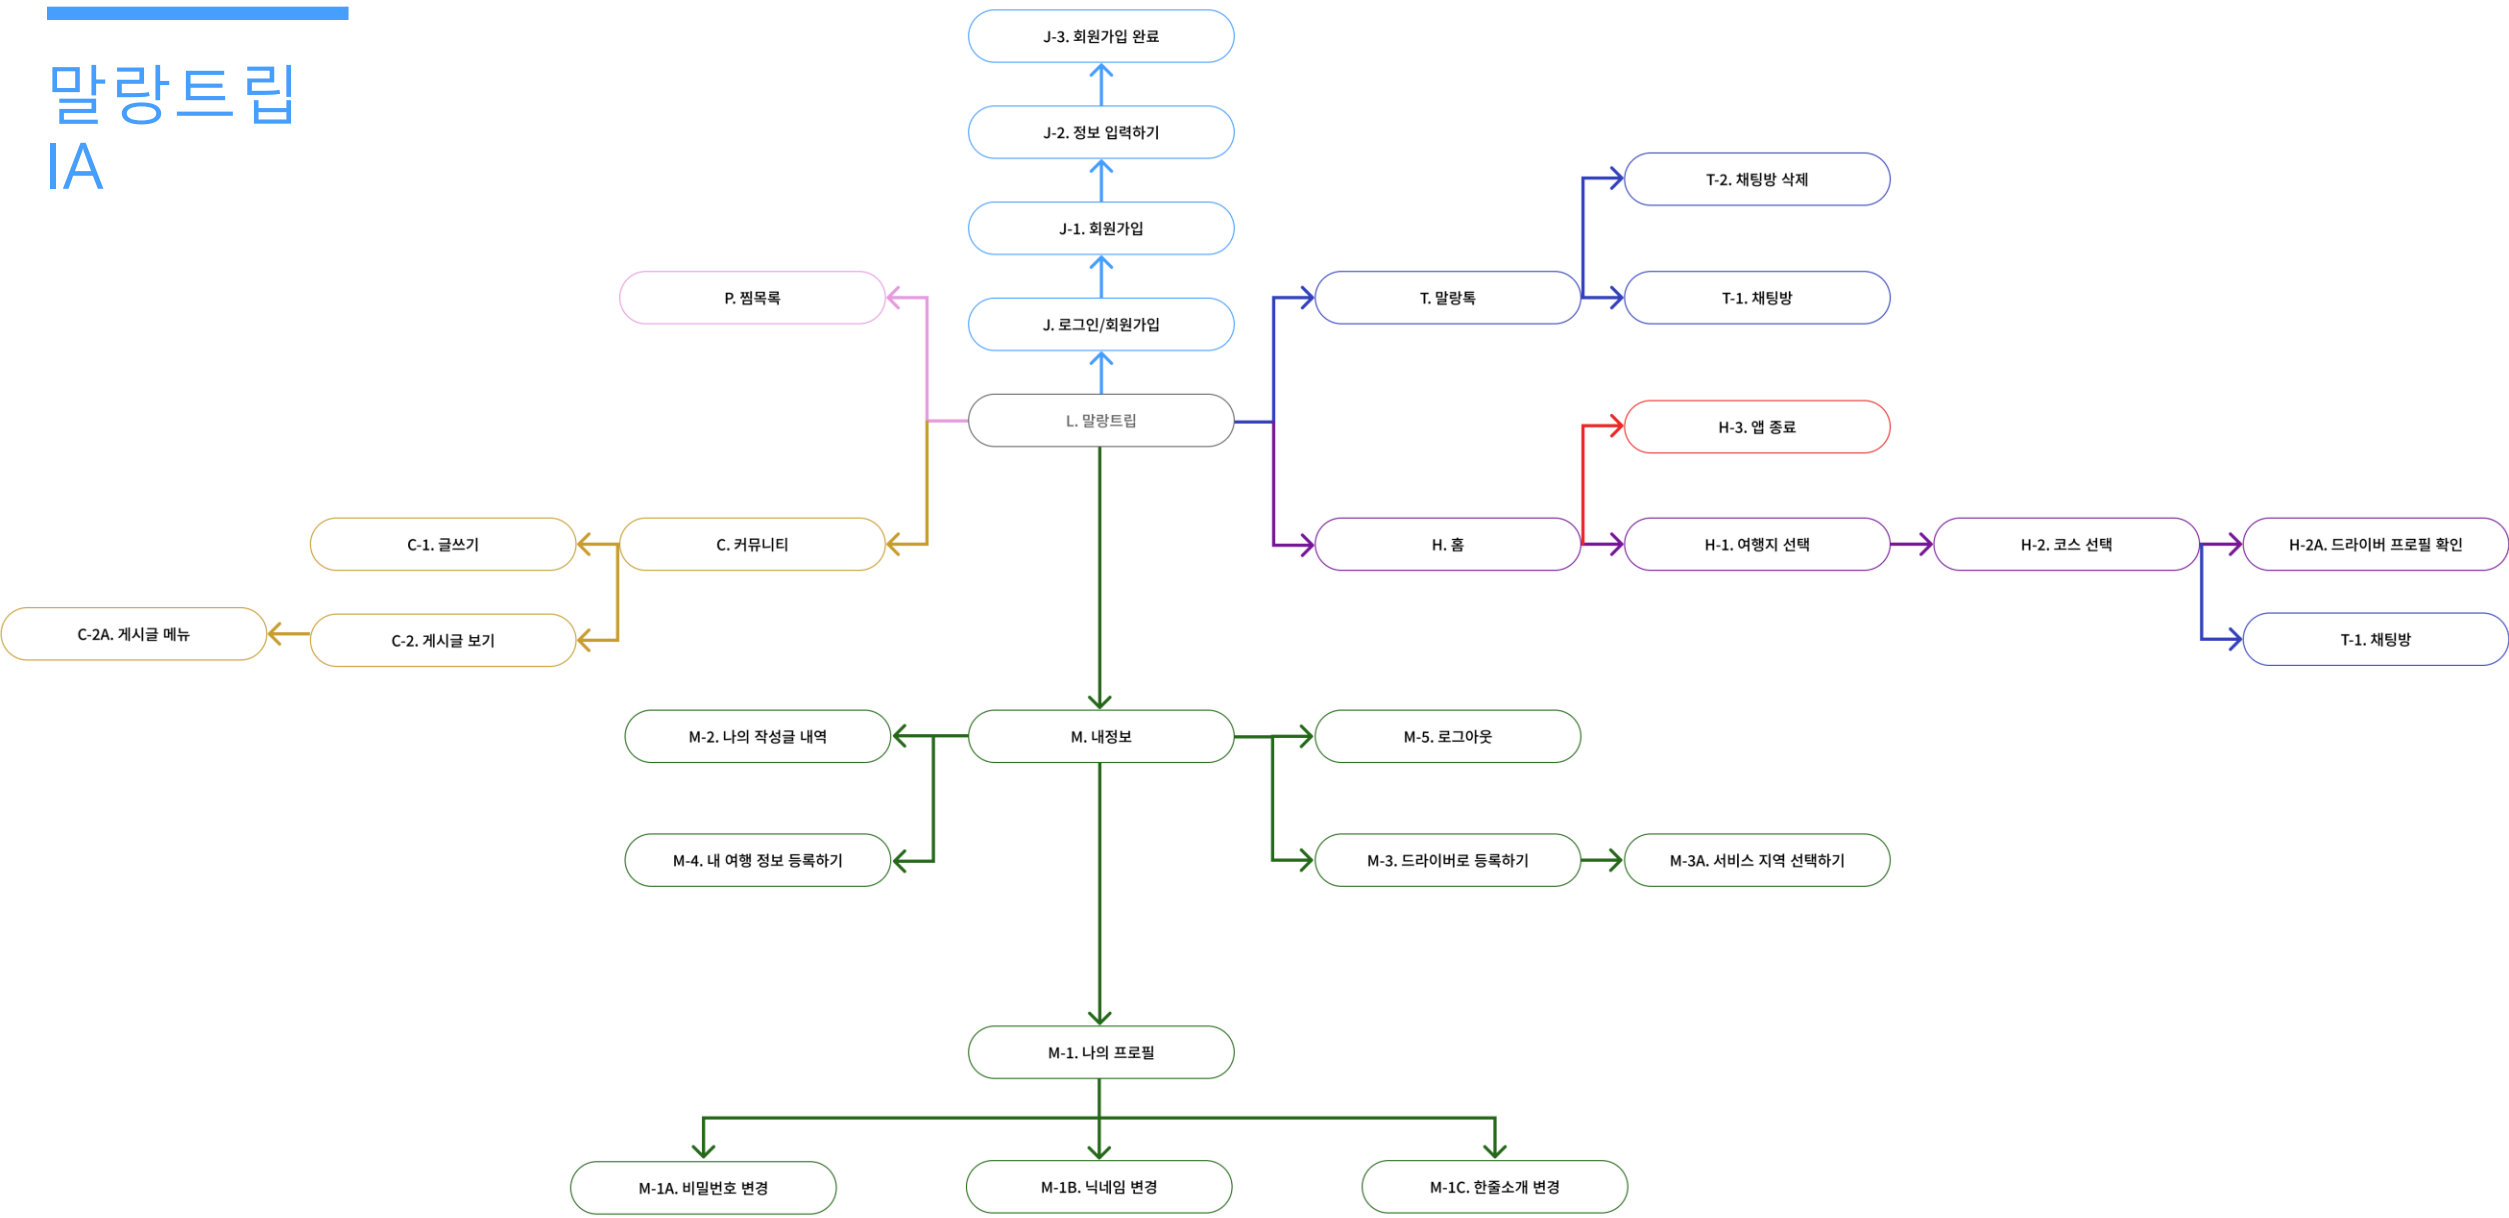 말랑트립
IA
J-3. 회원가입 완료
J-2. 정보 입력하기
J-1. 회원가입
J. 로그인/회원가입
L. 말랑트립
P. 찜목록
T. 말랑톡
T-2. 채팅방 삭제
T-1. 채팅방
H-3. 앱 종료
C-1. 글쓰기
C. 커뮤니티
H. 홈
H-1. 여행지 선택
H-2. 코스 선택
H-2A. 드라이버 프로필 확인
C-2A. 게시글 메뉴
C-2. 게시글 보기
T-1. 채팅방
M-2. 나의 작성글 내역
M. 내정보
M-5. 로그아웃
M-4. 내 여행 정보 등록하기
M-3. 드라이버로 등록하기
M-3A. 서비스 지역 선택하기
M-1. 나의 프로필
M-1A. 비밀번호 변경
M-1B. 닉네임 변경
M-1C. 한줄소개 변경